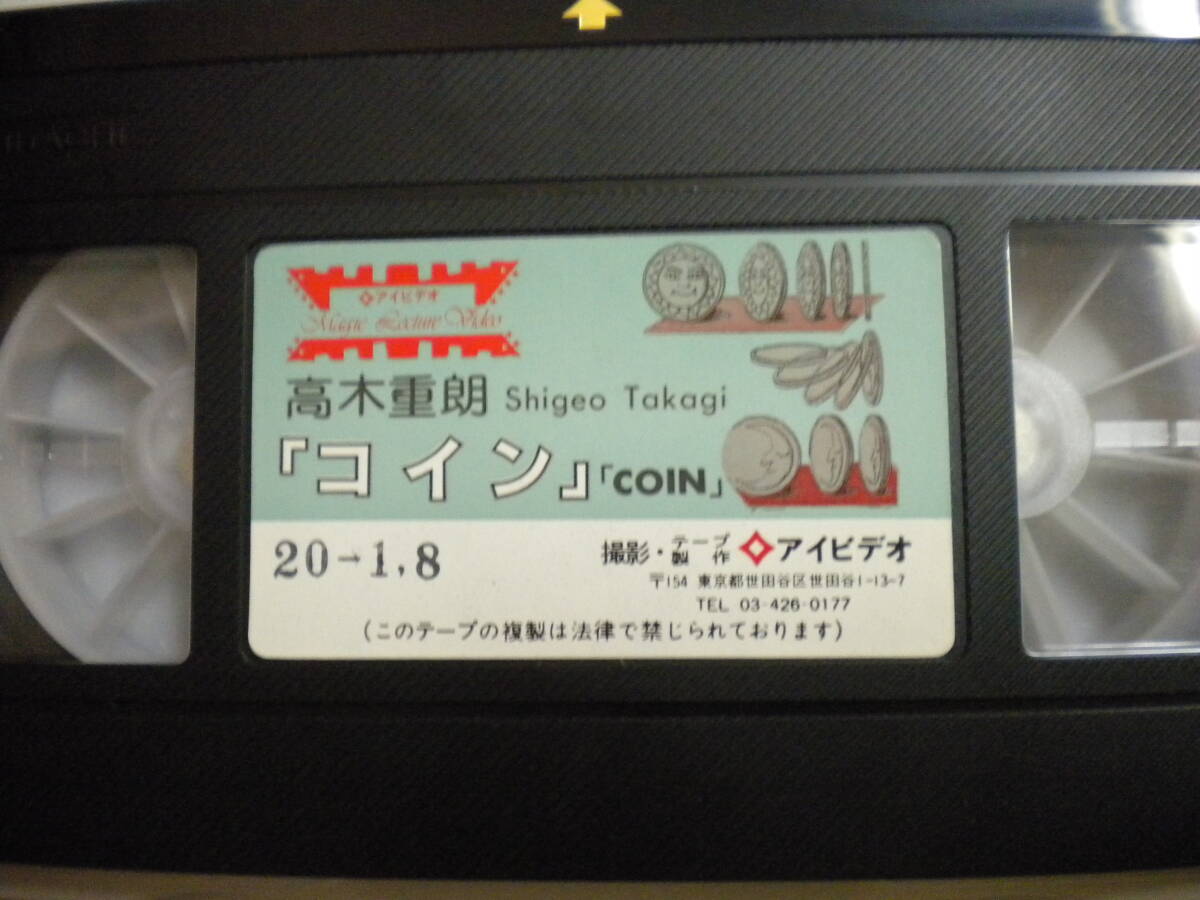 アイビデオ
Magic Lecture Video
高木重朗 Shigeo Takagi
『コイン』「COIN」
20→1,8
撮影・テープ製作 アイビデオ
〒154 東京都世田谷区世田谷1-13-7
TEL 03-426-0177
(このテープの複製は法律で禁じられております)